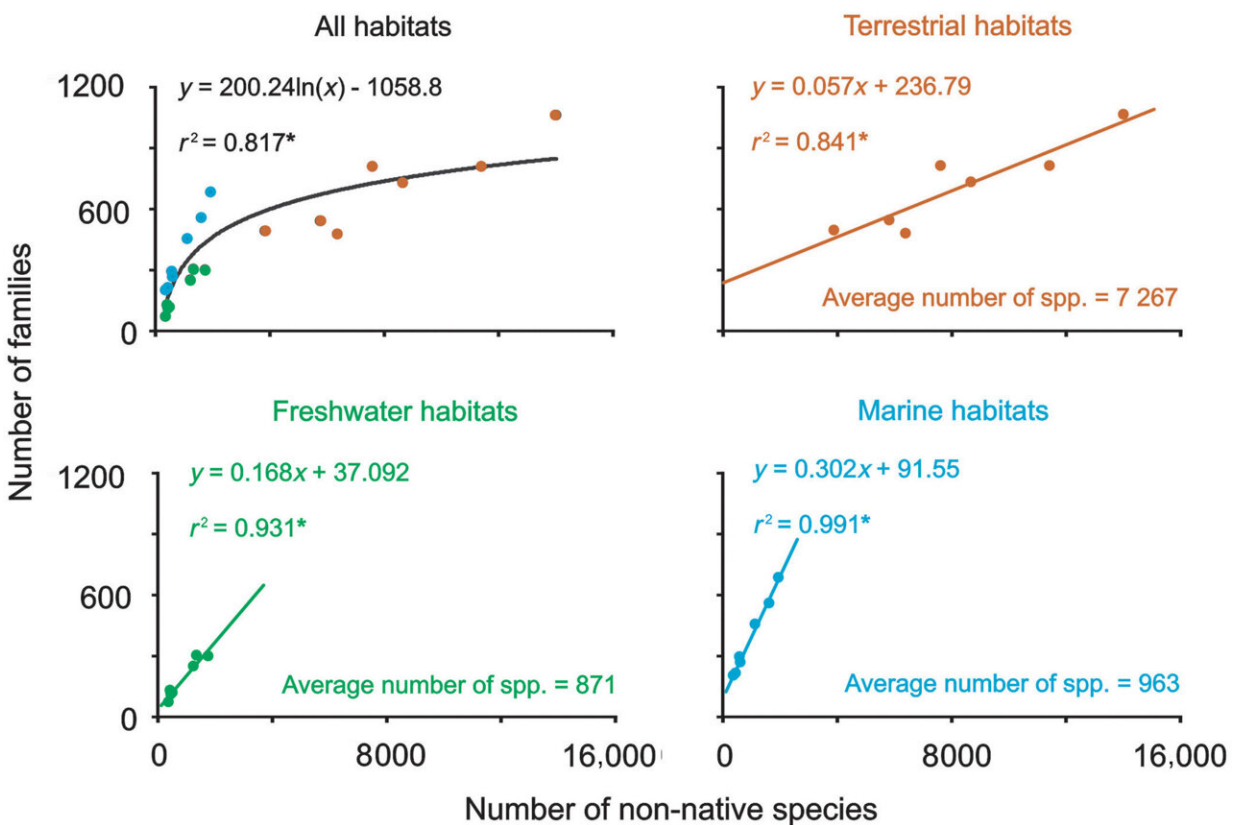 All habitats
y = 200.24ln(x) - 1058.8
r² = 0.817*
1200
600
0
Terrestrial habitats
y = 0.057x + 236.79
r² = 0.841*
Average number of spp. = 7 267
Number of families
Freshwater habitats
y = 0.168x + 37.092
r² = 0.931*
Average number of spp. = 871
1200
600
0
0 8000 16,000
Marine habitats
y = 0.302x + 91.55
r² = 0.991*
Average number of spp. = 963
0 8000 16,000
Number of non-native species